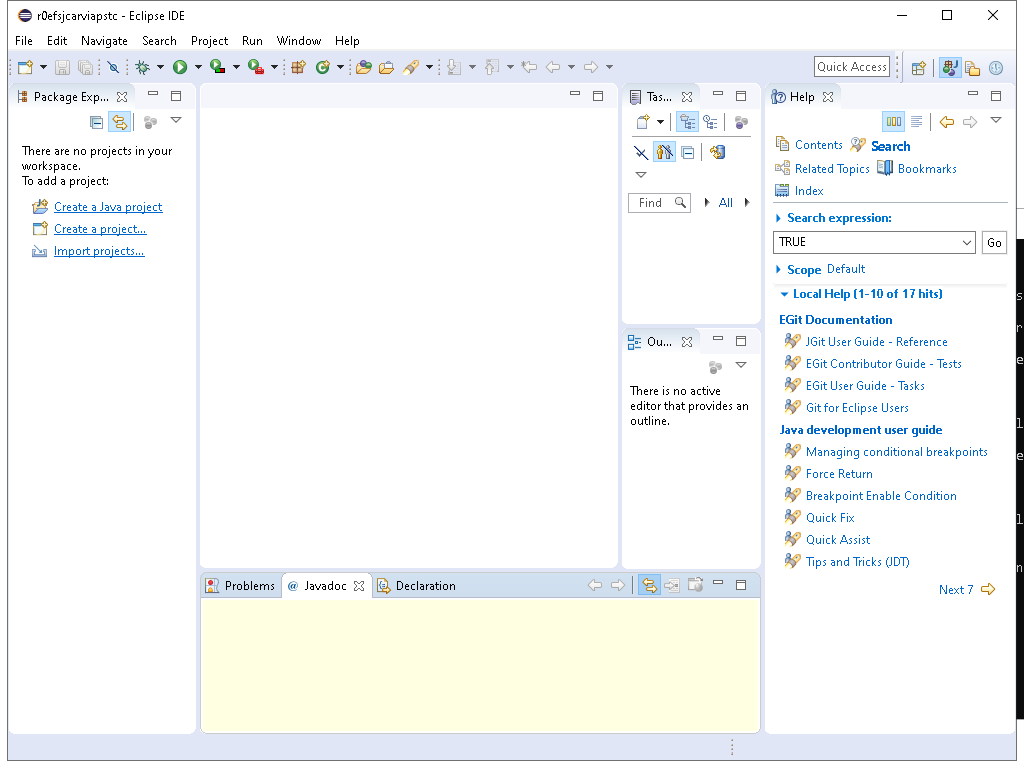 r0efsjcarviapstc - Eclipse IDE
File Edit Navigate Search Project Run Window Help
Quick Access
Package Exp...
There are no projects in your
workspace.
To add a project:
Create a Java project
Create a project...
Import projects...
Tas...
Find
All
Ou...
There is no active
editor that provides an
outline.
Help
Contents Search
Related Topics Bookmarks
Index
Search expression:
TRUE Go
Scope Default
Local Help (1-10 of 17 hits)
EGit Documentation
JGit User Guide - Reference
EGit Contributor Guide - Tests
EGit User Guide - Tasks
Git for Eclipse Users
Java development user guide
Managing conditional breakpoints
Force Return
Breakpoint Enable Condition
Quick Fix
Quick Assist
Tips and Tricks (JDT)
Next 7
Problems @ Javadoc Declaration